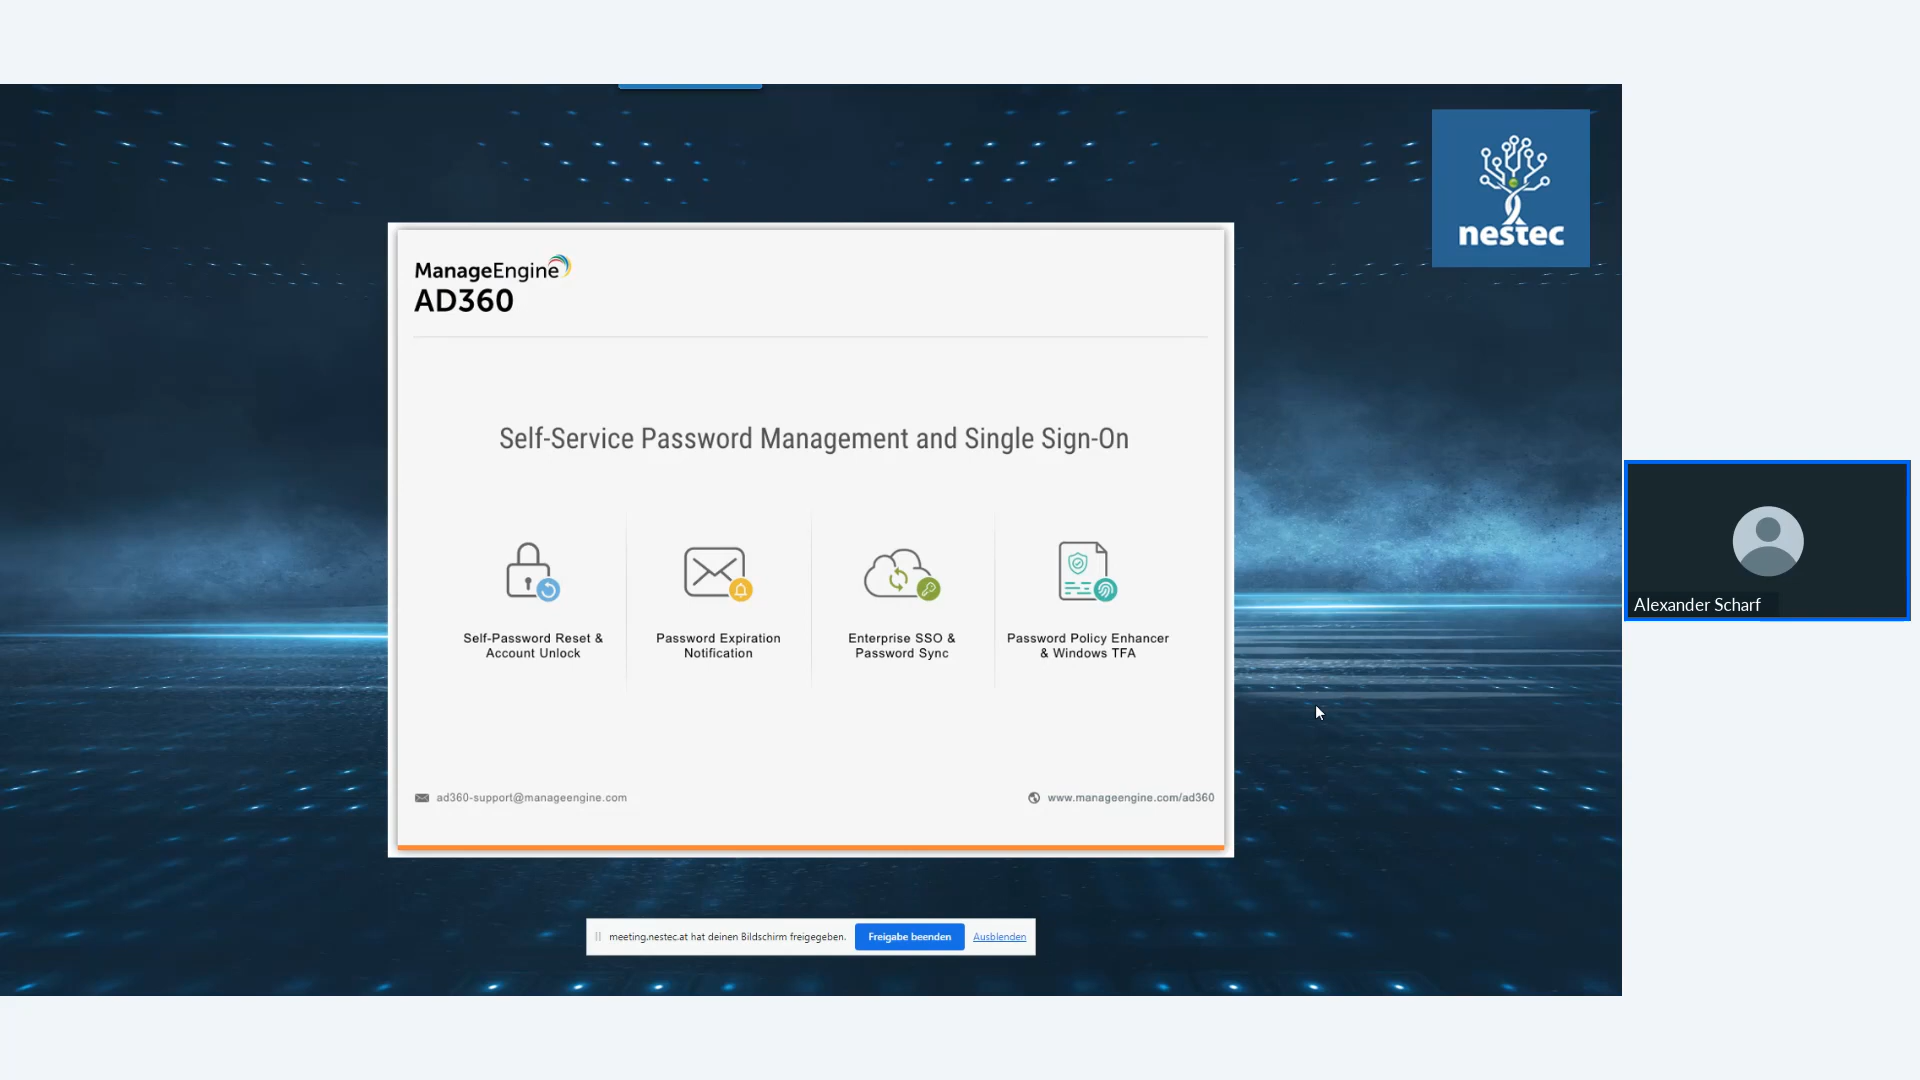 nestec
ManageEngine
AD360
Self-Service Password Management and Single Sign-On
Self-Password Reset &
Account Unlock
Password Expiration
Notification
Enterprise SSO &
Password Sync
Password Policy Enhancer
& Windows TFA
Alexander Scharf
ad360-support@manageengine.com
www.manageengine.com/ad360
meeting.nestec.at hat deinen Bildschirm freigegeben.
Freigabe beenden
Ausblenden